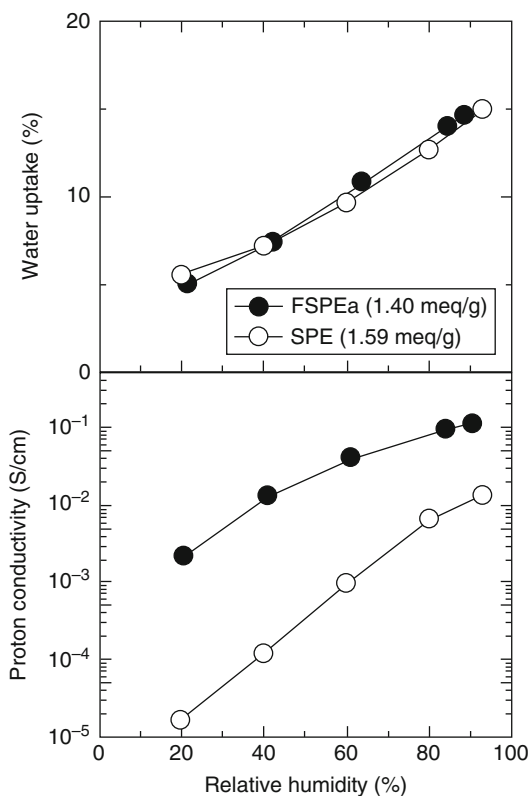 20
10
0
Water uptake (%)
FSPEa (1.40 meq/g)
SPE (1.59 meq/g)
10⁻¹
10⁻²
10⁻³
10⁻⁴
10⁻⁵
Proton conductivity (S/cm)
0 20 40 60 80 100
Relative humidity (%)